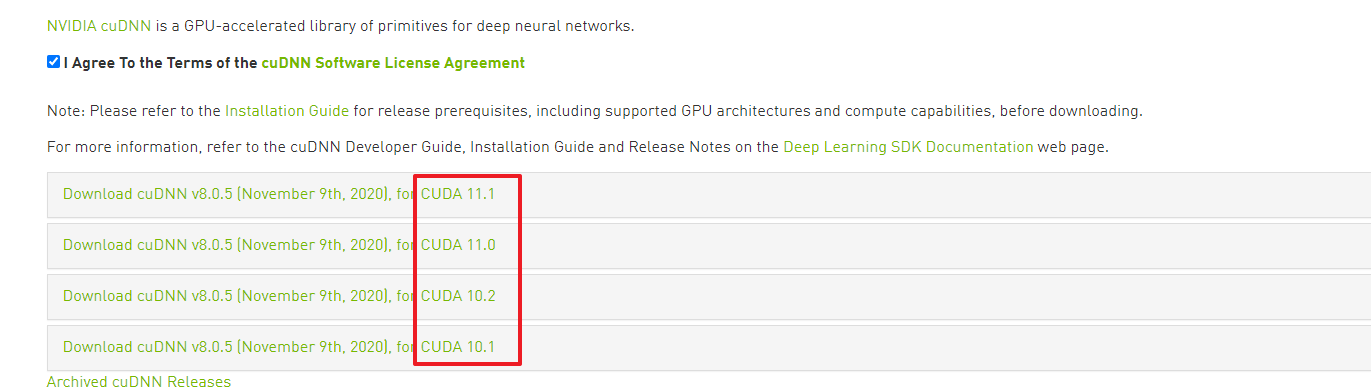 NVIDIA cuDNN is a GPU-accelerated library of primitives for deep neural networks.
I Agree To the Terms of the cuDNN Software License Agreement
Note: Please refer to the Installation Guide for release prerequisites, including supported GPU architectures and compute capabilities, before downloading.
For more information, refer to the cuDNN Developer Guide, Installation Guide and Release Notes on the Deep Learning SDK Documentation web page.
Download cuDNN v8.0.5 (November 9th, 2020), for CUDA 11.1
Download cuDNN v8.0.5 (November 9th, 2020), for CUDA 11.0
Download cuDNN v8.0.5 (November 9th, 2020), for CUDA 10.2
Download cuDNN v8.0.5 (November 9th, 2020), for CUDA 10.1
Archived cuDNN Releases